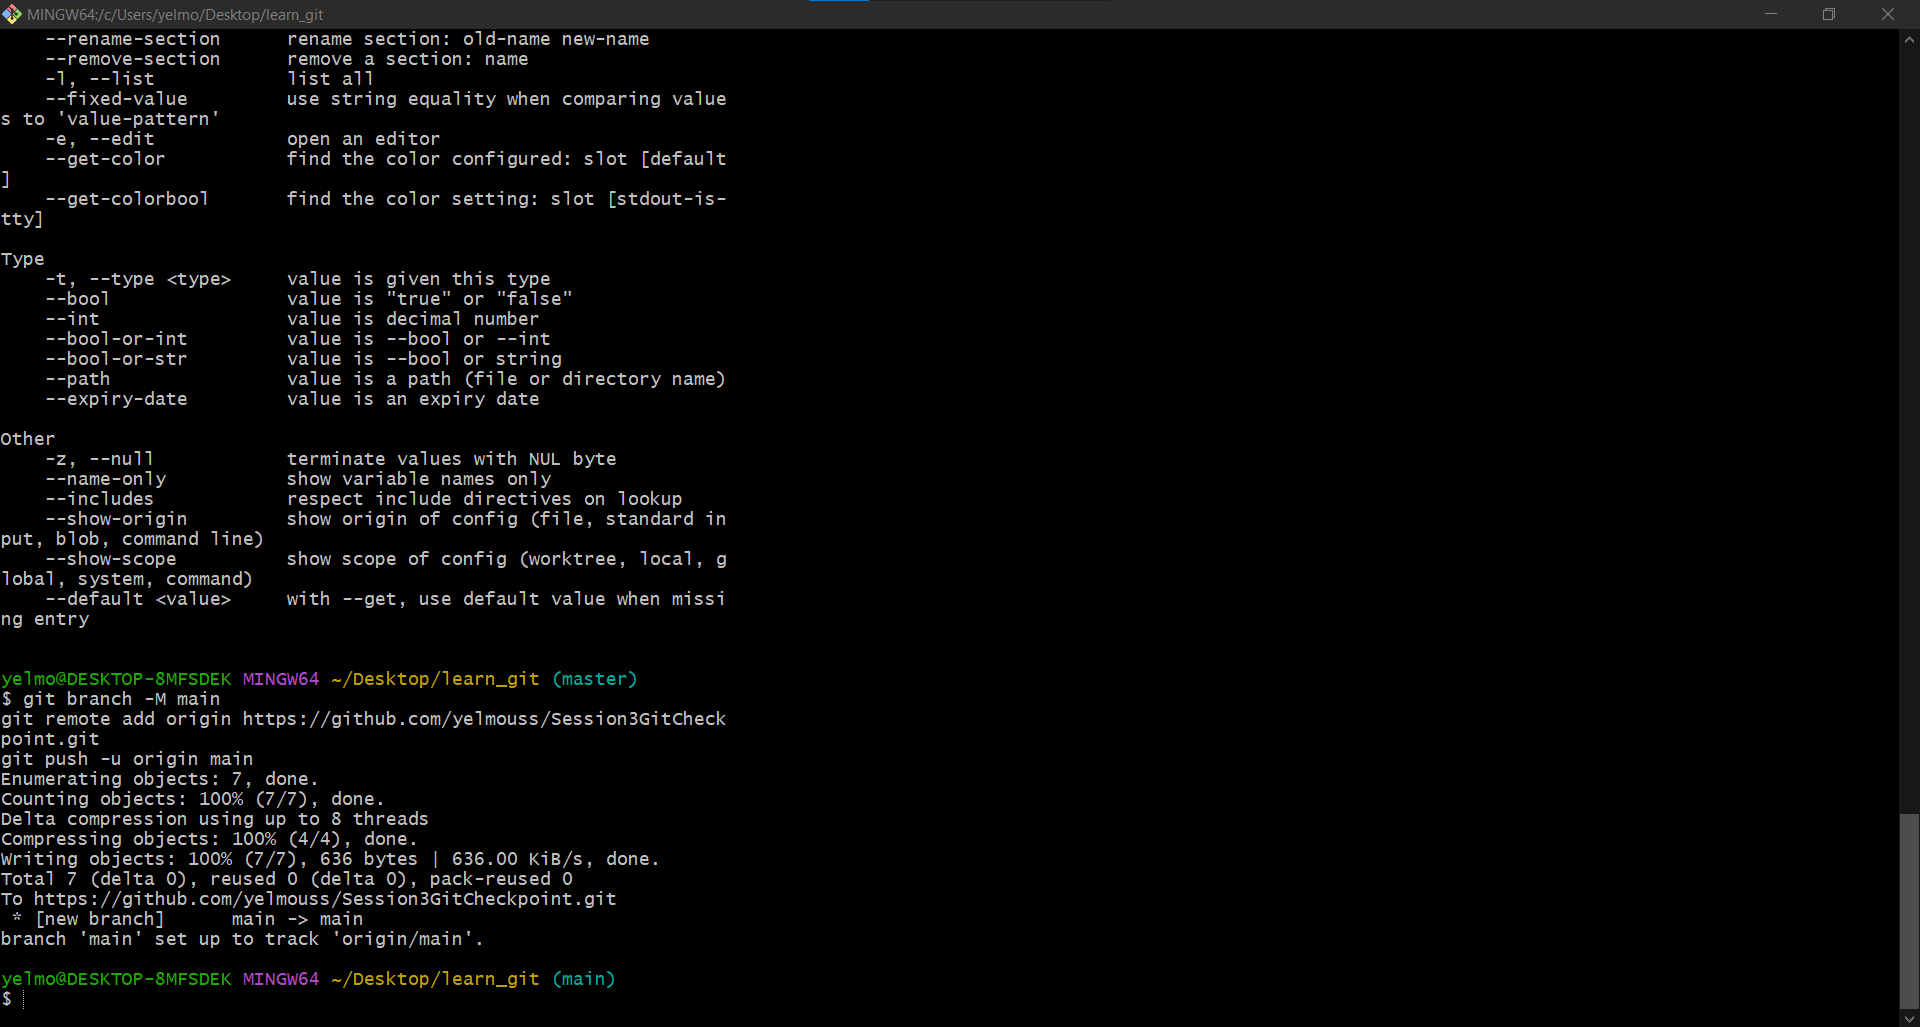 MINGW64:/c/Users/yelmo/Desktop/learn_git
    --rename-section      rename section: old-name new-name
    --remove-section      remove a section: name
    -l, --list            list all
    --fixed-value         use string equality when comparing value
s to 'value-pattern'
    -e, --edit            open an editor
    --get-color           find the color configured: slot [default
]
    --get-colorbool       find the color setting: slot [stdout-is-
tty]

Type
    -t, --type <type>     value is given this type
    --bool                value is "true" or "false"
    --int                 value is decimal number
    --bool-or-int         value is --bool or --int
    --bool-or-str         value is --bool or string
    --path                value is a path (file or directory name)
    --expiry-date         value is an expiry date

Other
    -z, --null            terminate values with NUL byte
    --name-only           show variable names only
    --includes            respect include directives on lookup
    --show-origin         show origin of config (file, standard in
put, blob, command line)
    --show-scope          show scope of config (worktree, local, g
lobal, system, command)
    --default <value>     with --get, use default value when missi
ng entry

yelmo@DESKTOP-8MFSDEK MINGW64 ~/Desktop/learn_git (master)
$ git branch -M main
git remote add origin https://github.com/yelmouss/Session3GitCheck
point.git
git push -u origin main
Enumerating objects: 7, done.
Counting objects: 100% (7/7), done.
Delta compression using up to 8 threads
Compressing objects: 100% (4/4), done.
Writing objects: 100% (7/7), 636 bytes | 636.00 KiB/s, done.
Total 7 (delta 0), reused 0 (delta 0), pack-reused 0
To https://github.com/yelmouss/Session3GitCheckpoint.git
 * [new branch]      main -> main
branch 'main' set up to track 'origin/main'.

yelmo@DESKTOP-8MFSDEK MINGW64 ~/Desktop/learn_git (main)
$